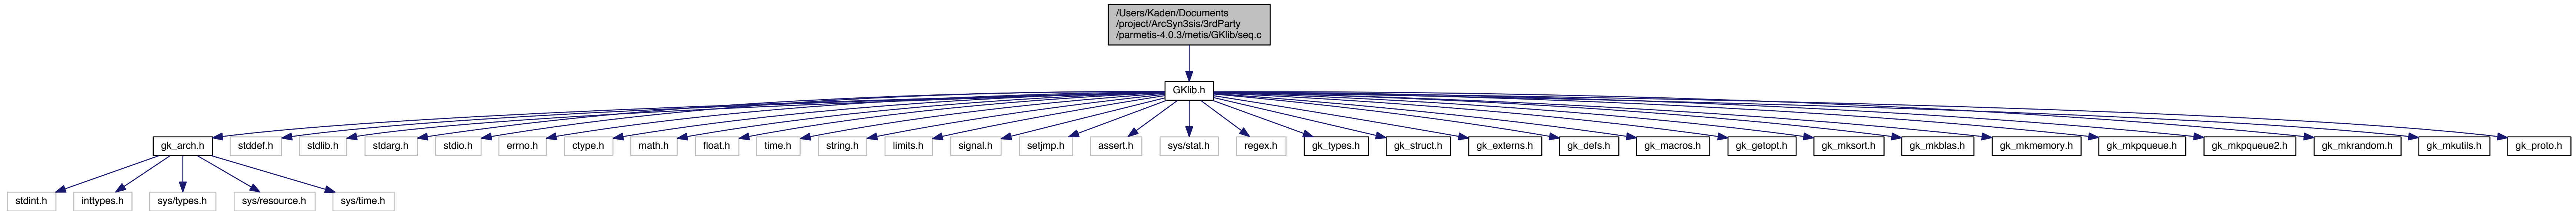 /Users/Kaden/Documents
/project/ArcSyn3sis/3rdParty
/parmetis-4.0.3/metis/GKlib/seq.c
GKlib.h
gk_arch.h
stddef.h
stdlib.h
stdarg.h
stdio.h
errno.h
ctype.h
math.h
float.h
time.h
string.h
limits.h
signal.h
setjmp.h
assert.h
sys/stat.h
regex.h
gk_types.h
gk_struct.h
gk_externs.h
gk_defs.h
gk_macros.h
gk_getopt.h
gk_mksort.h
gk_mkblas.h
gk_mkmemory.h
gk_mkpqueue.h
gk_mkpqueue2.h
gk_mkrandom.h
gk_mkutils.h
gk_proto.h
stdint.h
inttypes.h
sys/types.h
sys/resource.h
sys/time.h